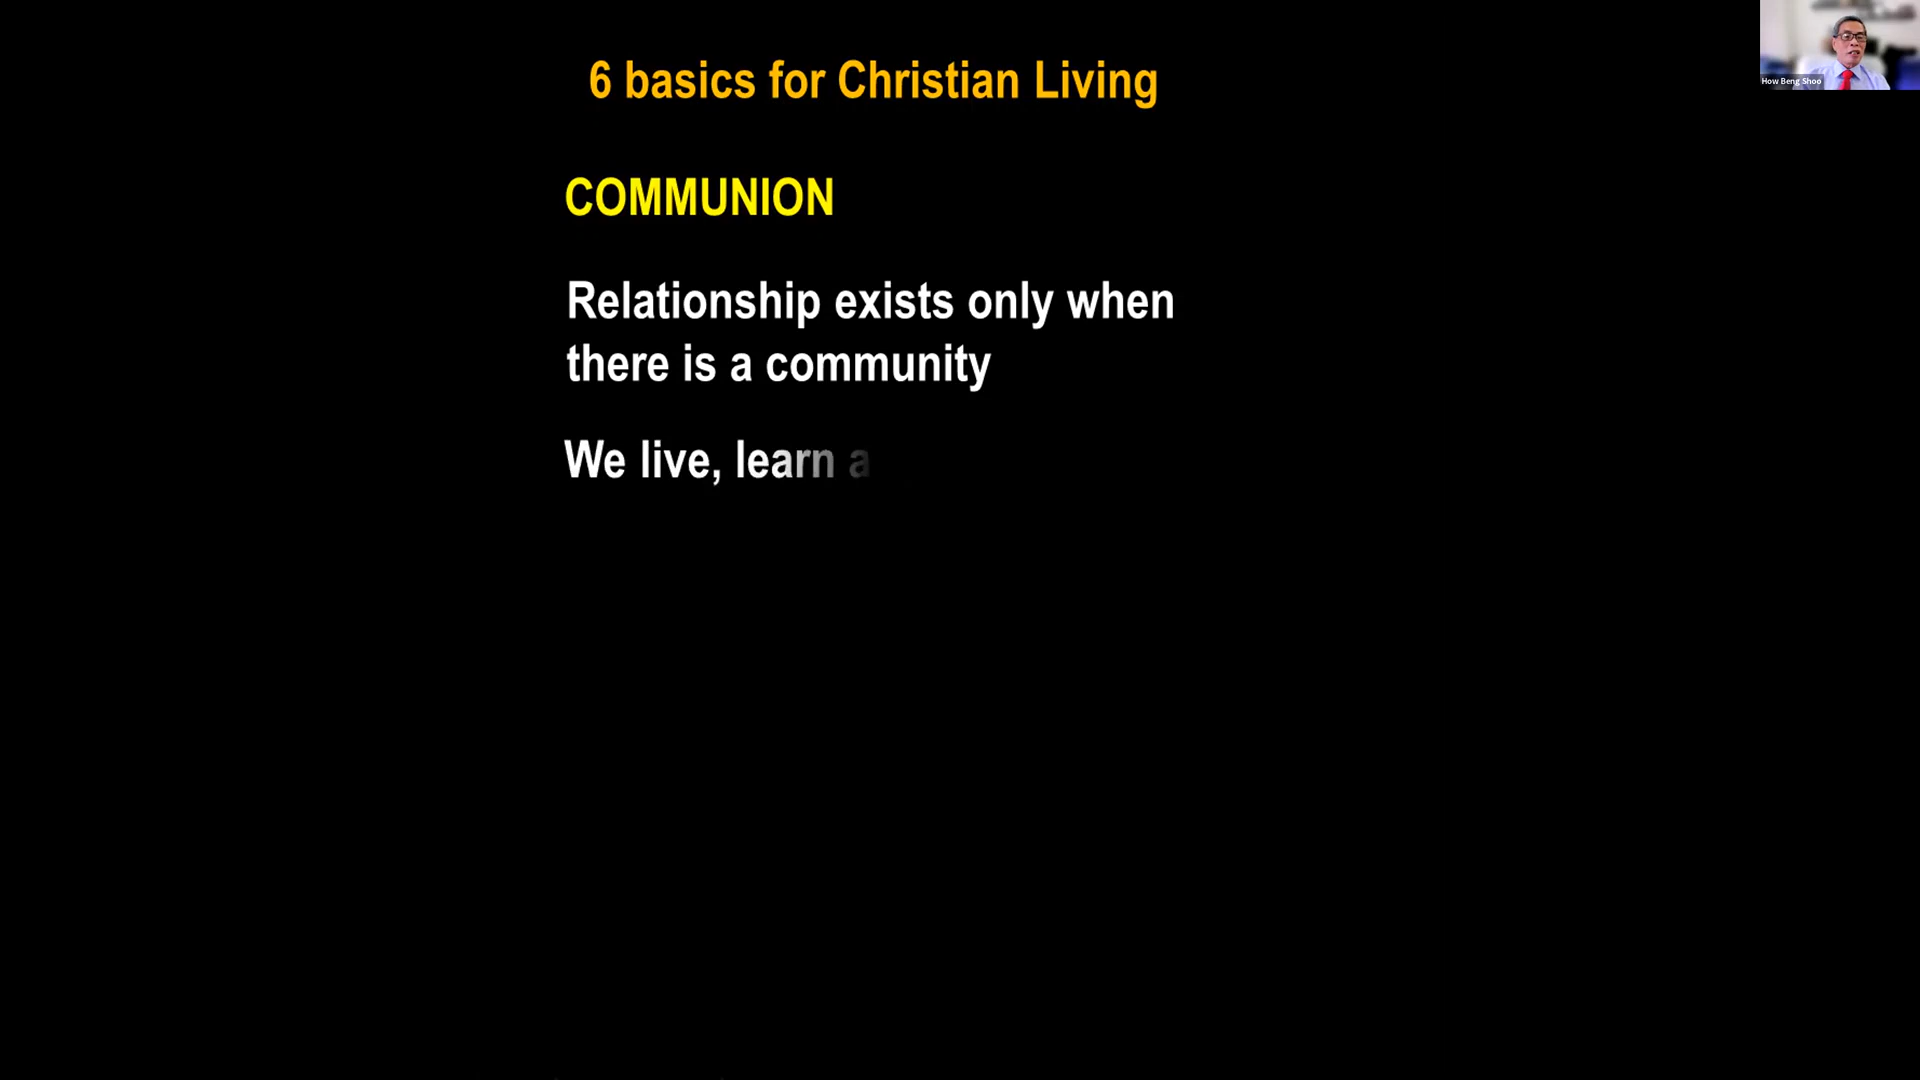 6 basics for Christian Living
How Beng Shoo
COMMUNION
Relationship exists only when
there is a community
We live, learn a